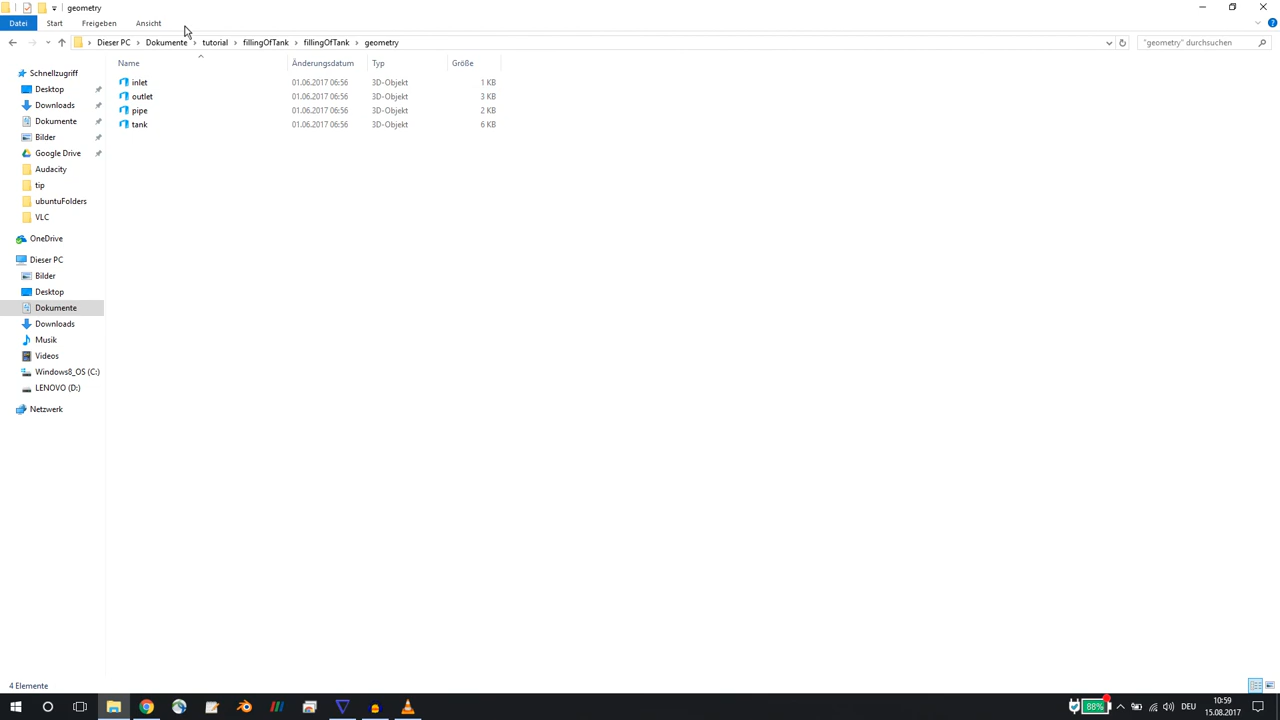 geometry
Datei Start Freigeben Ansicht
Dieser PC Dokumente tutorial fillingOfTank fillingOfTank geometry "geometry" durchsuchen
Name Änderungsdatum Typ Größe
inlet 01.06.2017 06:56 3D-Objekt 1 KB
outlet 01.06.2017 06:56 3D-Objekt 3 KB
pipe 01.06.2017 06:56 3D-Objekt 2 KB
tank 01.06.2017 06:56 3D-Objekt 6 KB
Schnellzugriff
Desktop
Downloads
Dokumente
Bilder
Google Drive
Audacity
tip
ubuntuFolders
VLC
OneDrive
Dieser PC
Bilder
Desktop
Dokumente
Downloads
Musik
Videos
Windows8_OS (C:)
LENOVO (D:)
Netzwerk
4 Elemente
88% DEU 10:59
15.08.2017